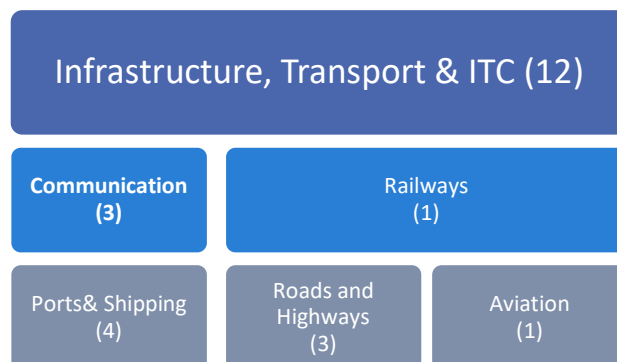 Infrastructure, Transport & ITC (12)
Communication
(3)
Railways
(1)
Ports& Shipping
(4)
Roads and
Highways
(3)
Aviation
(1)